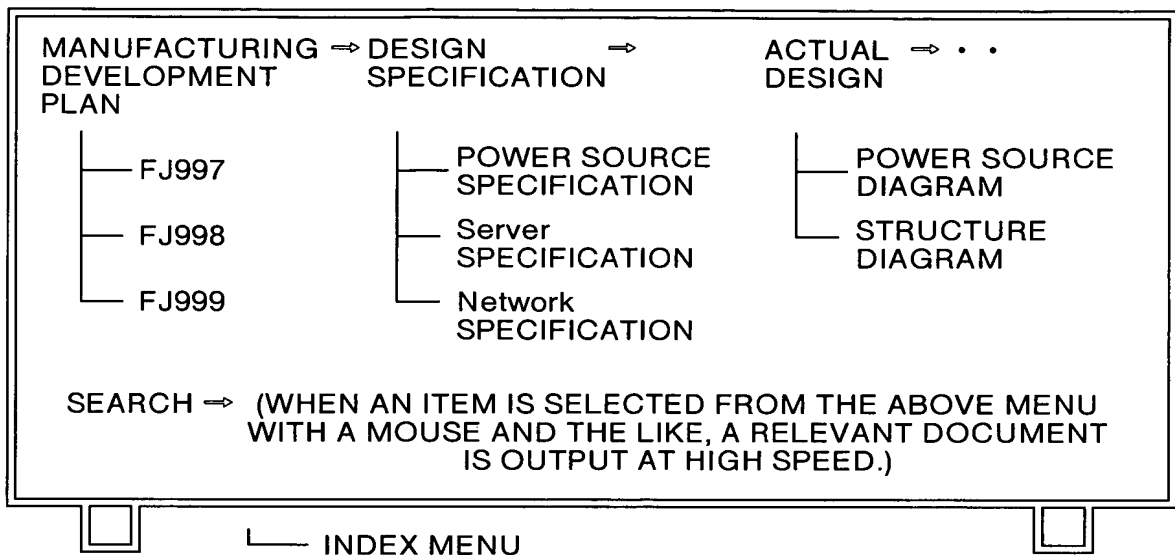 MANUFACTURING ⇒ DESIGN ⇒ ACTUAL ⇒ • •
DEVELOPMENT SPECIFICATION DESIGN
PLAN
FJ997 POWER SOURCE POWER SOURCE
SPECIFICATION DIAGRAM
FJ998 Server STRUCTURE
SPECIFICATION DIAGRAM
FJ999 Network
SPECIFICATION
SEARCH ⇒ (WHEN AN ITEM IS SELECTED FROM THE ABOVE MENU
WITH A MOUSE AND THE LIKE, A RELEVANT DOCUMENT
IS OUTPUT AT HIGH SPEED.)
INDEX MENU